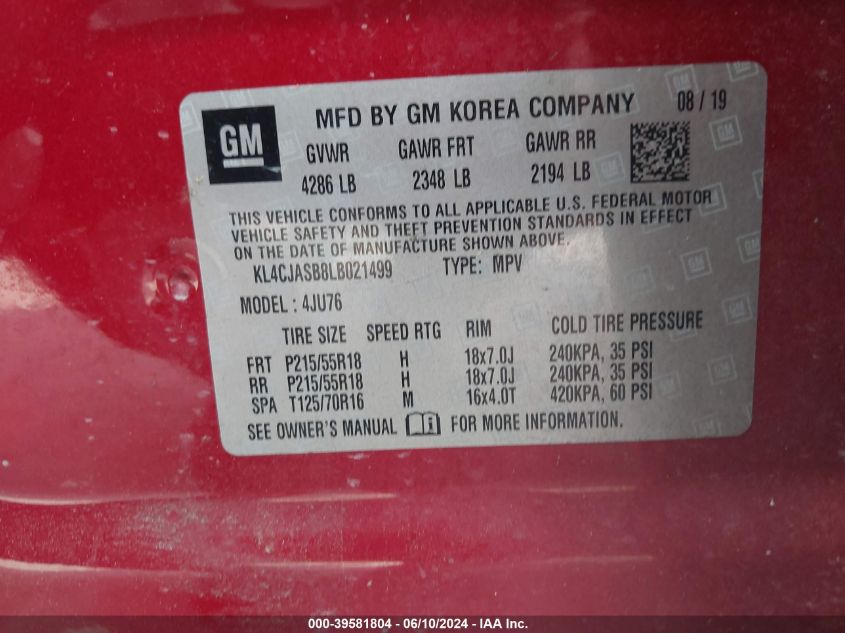 GM
MFD BY GM KOREA COMPANY 08 / 19
GVWR GAWR FRT GAWR RR
4286 LB 2348 LB 2194 LB
THIS VEHICLE CONFORMS TO ALL APPLICABLE U.S. FEDERAL MOTOR
VEHICLE SAFETY AND THEFT PREVENTION STANDARDS IN EFFECT
ON THE DATE OF MANUFACTURE SHOWN ABOVE.
KL4CJASB8LB021499 TYPE: MPV
MODEL : 4JU76
TIRE SIZE SPEED RTG RIM COLD TIRE PRESSURE
FRT P215/55R18 H 18x7.0J 240KPA, 35 PSI
RR P215/55R18 H 18x7.0J 240KPA, 35 PSI
SPA T125/70R16 M 16x4.0T 420KPA, 60 PSI
SEE OWNER'S MANUAL i FOR MORE INFORMATION.
000-39581804 - 06/10/2024 - IAA Inc.